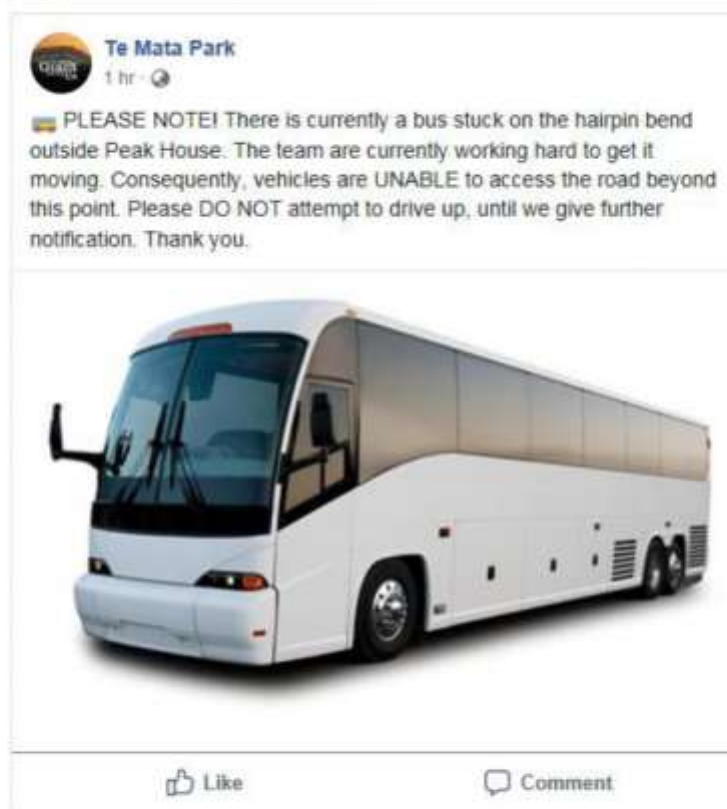 Te Mata Park
1 hr ·
PLEASE NOTE! There is currently a bus stuck on the hairpin bend
outside Peak House. The team are currently working hard to get it
moving. Consequently, vehicles are UNABLE to access the road beyond
this point. Please DO NOT attempt to drive up, until we give further
notification. Thank you.
Like
Comment